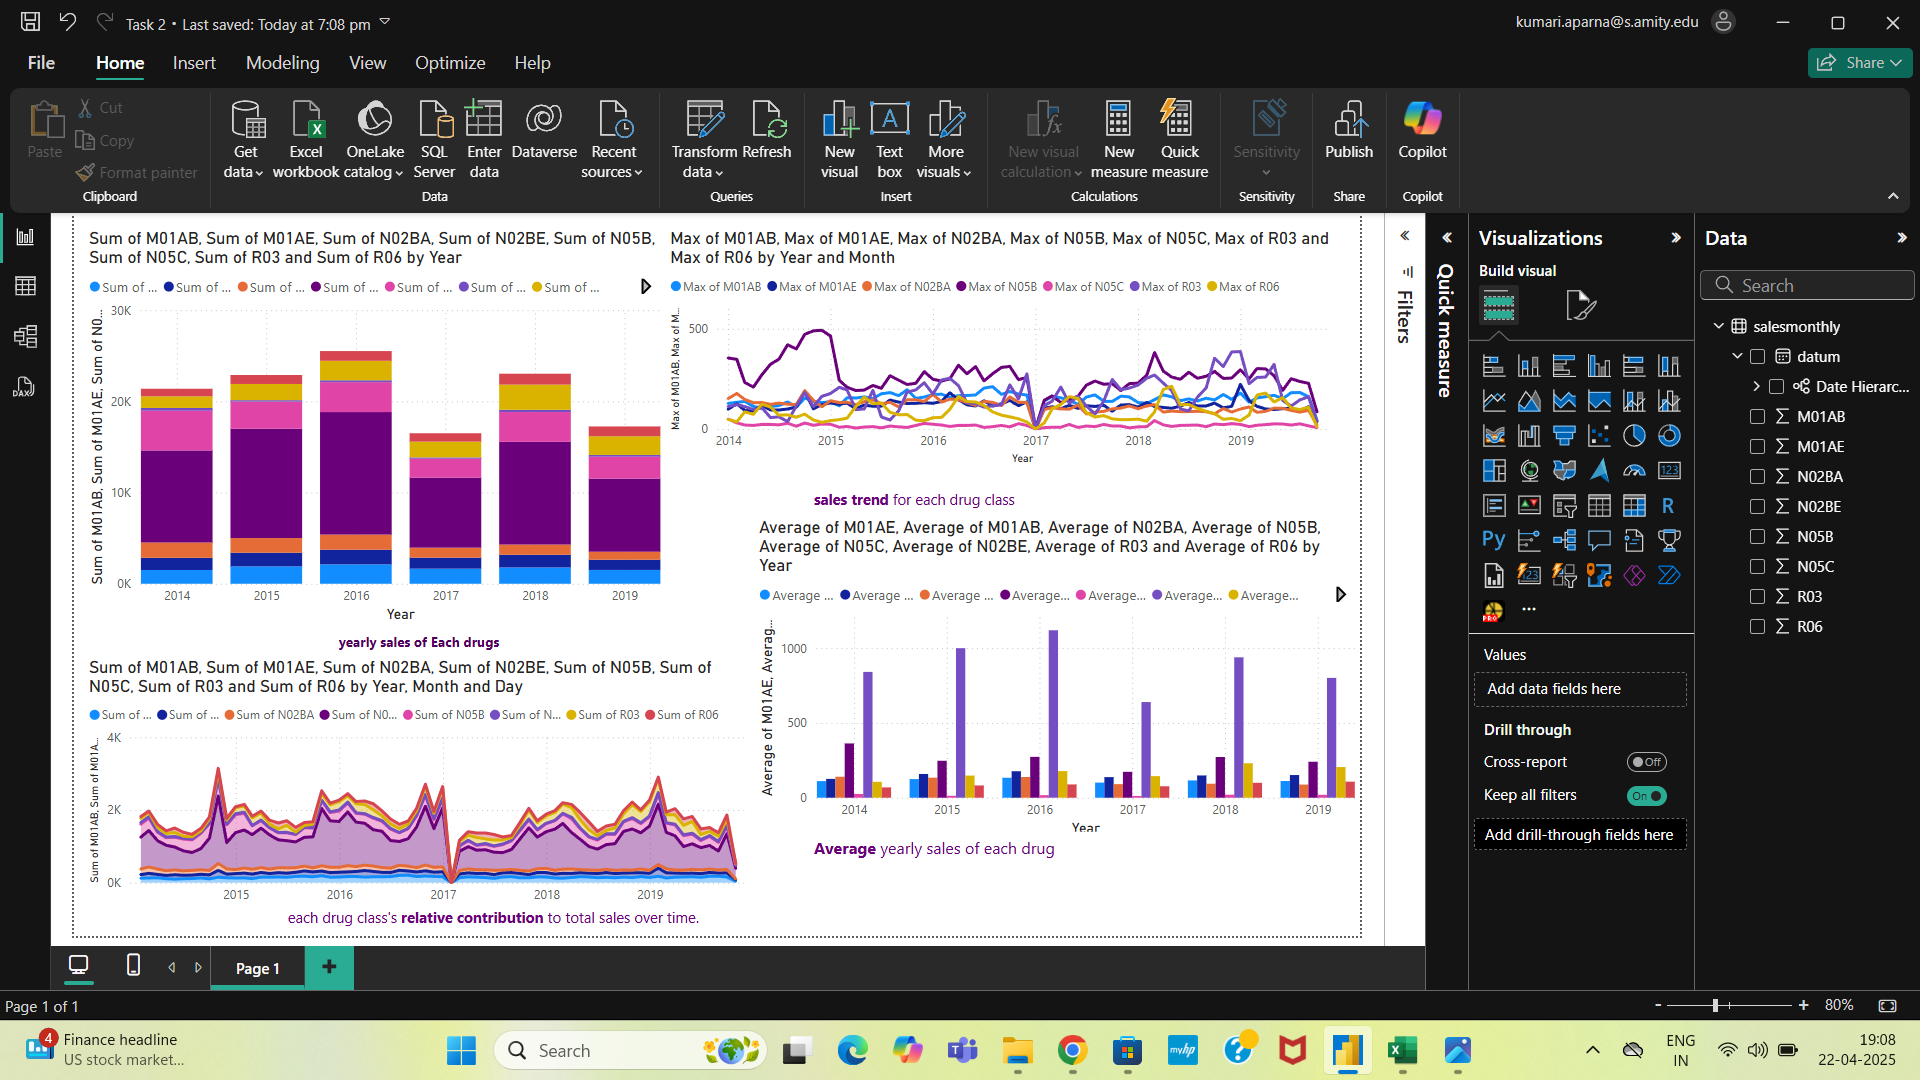 Task 2 • Last saved: Today at 7:08 pm
kumari.aparna@s.amity.edu
File Home Insert Modeling View Optimize Help
Share
Paste
Cut
Copy
Format painter
Clipboard
Get data
Excel workbook
OneLake catalog
SQL Server
Enter data
Dataverse
Recent sources
Data
Transform data
Refresh
Queries
New visual
Text box
More visuals
Insert
New visual calculation
New measure
Quick measure
Calculations
Sensitivity
Sensitivity
Publish
Share
Copilot
Copilot
Sum of M01AB, Sum of M01AE, Sum of N02BA, Sum of N02BE, Sum of N05B,
Sum of N05C, Sum of R03 and Sum of R06 by Year
Sum of ... Sum of ... Sum of ... Sum of ... Sum of ... Sum of ... Sum of ...
Sum of M01AB, Sum of M01AE, Sum of N0...
30K
20K
10K
0K
2014 2015 2016 2017 2018 2019
Year
yearly sales of Each drugs
Max of M01AB, Max of M01AE, Max of N02BA, Max of N05B, Max of N05C, Max of R03 and
Max of R06 by Year and Month
Max of M01AB Max of M01AE Max of N02BA Max of N05B Max of N05C Max of R03 Max of R06
Max of M01AB, Max of M...
500
0
2014 2015 2016 2017 2018 2019
Year
sales trend for each drug class
Sum of M01AB, Sum of M01AE, Sum of N02BA, Sum of N02BE, Sum of N05B, Sum of
N05C, Sum of R03 and Sum of R06 by Year, Month and Day
Sum of ... Sum of ... Sum of N02BA Sum of N0... Sum of N05B Sum of N... Sum of R03 Sum of R06
Sum of M01AB, Sum of M01A...
4K
2K
0K
2015 2016 2017 2018 2019
each drug class's relative contribution to total sales over time.
Average of M01AE, Average of M01AB, Average of N02BA, Average of N05B,
Average of N05C, Average of N02BE, Average of R03 and Average of R06 by
Year
Average ... Average ... Average ... Average... Average... Average... Average...
Average of M01AE, Averag...
1000
500
0
2014 2015 2016 2017 2018 2019
Year
Average yearly sales of each drug
Filters
Quick measure
Visualizations
Build visual
123
R
Py
123
PRO
...
Values
Add data fields here
Drill through
Cross-report
Off
Keep all filters
On
Add drill-through fields here
Data
Search
salesmonthly
datum
Date Hierarc...
M01AB
M01AE
N02BA
N02BE
N05B
N05C
R03
R06
DAX
Page 1
Page 1 of 1
- + 80%
4
Finance headline
US stock market...
Search
myhp
ENG
IN
19:08
22-04-2025